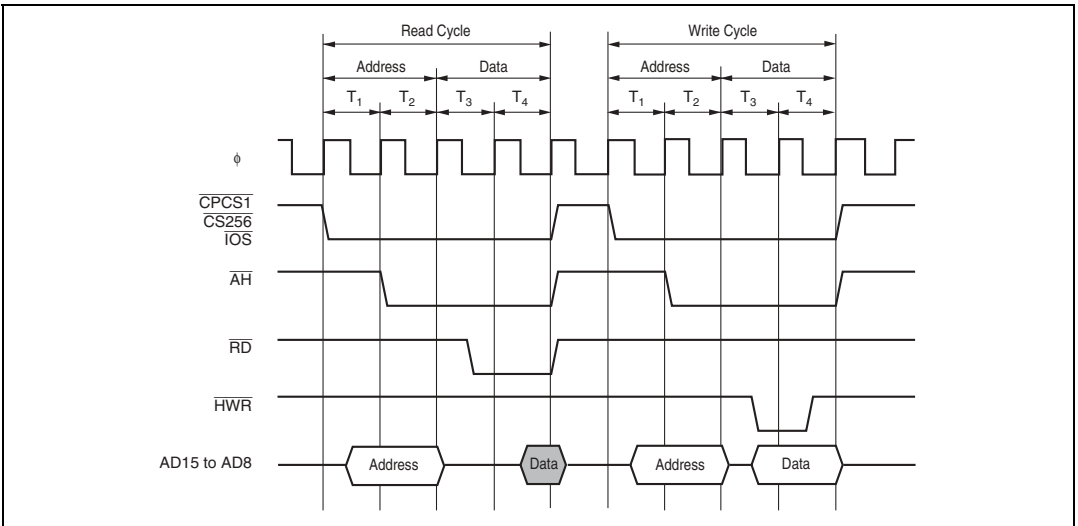 Read Cycle Write Cycle
Address Data Address Data
T1 T2 T3 T4 T1 T2 T3 T4
ϕ
CPCS1
CS256
IOS
AH
RD
HWR
AD15 to AD8 Address Data Address Data